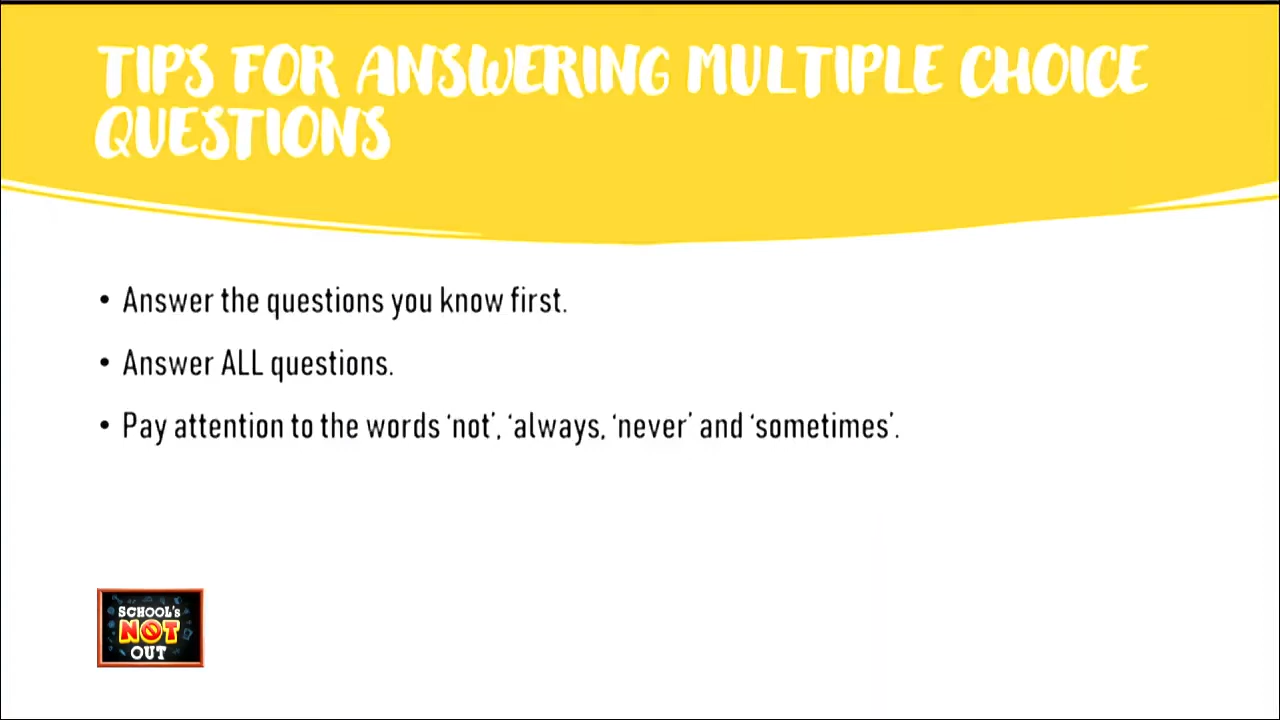 TIPS FOR ANSWERING MULTIPLE CHOICE
QUESTIONS
• Answer the questions you know first.
• Answer ALL questions.
• Pay attention to the words ‘not’, ‘always, ‘never’ and ‘sometimes’.
SCHOOL'S
NOT
OUT